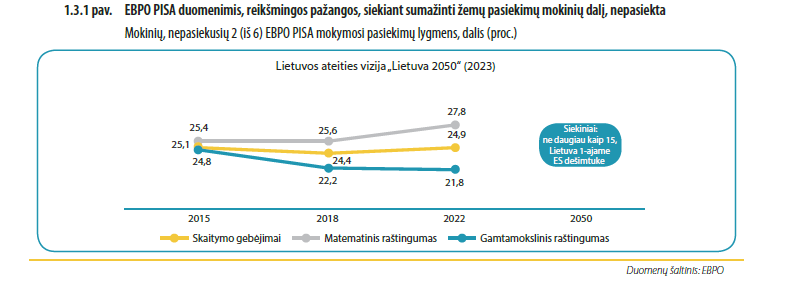 1.3.1 pav. EBPO PISA duomenimis, reikšmingos pažangos, siekiant sumažinti žemų pasiekimų mokinių dalį, nepasiekta
Mokinių, nepasiekusių 2 (iš 6) EBPO PISA mokymosi pasiekimų lygmens, dalis (proc.)
Lietuvos ateities vizija „Lietuva 2050“ (2023)
27,8
25,4
25,6
24,9
25,1
24,8
24,4
22,2
21,8
Siekiniai:
ne daugiau kaip 15,
Lietuva 1-ajame
ES dešimtuke
2015 2018 2022 2050
Skaitymo gebėjimai Matematinis raštingumas Gamtamokslinis raštingumas
Duomenų šaltinis: EBPO